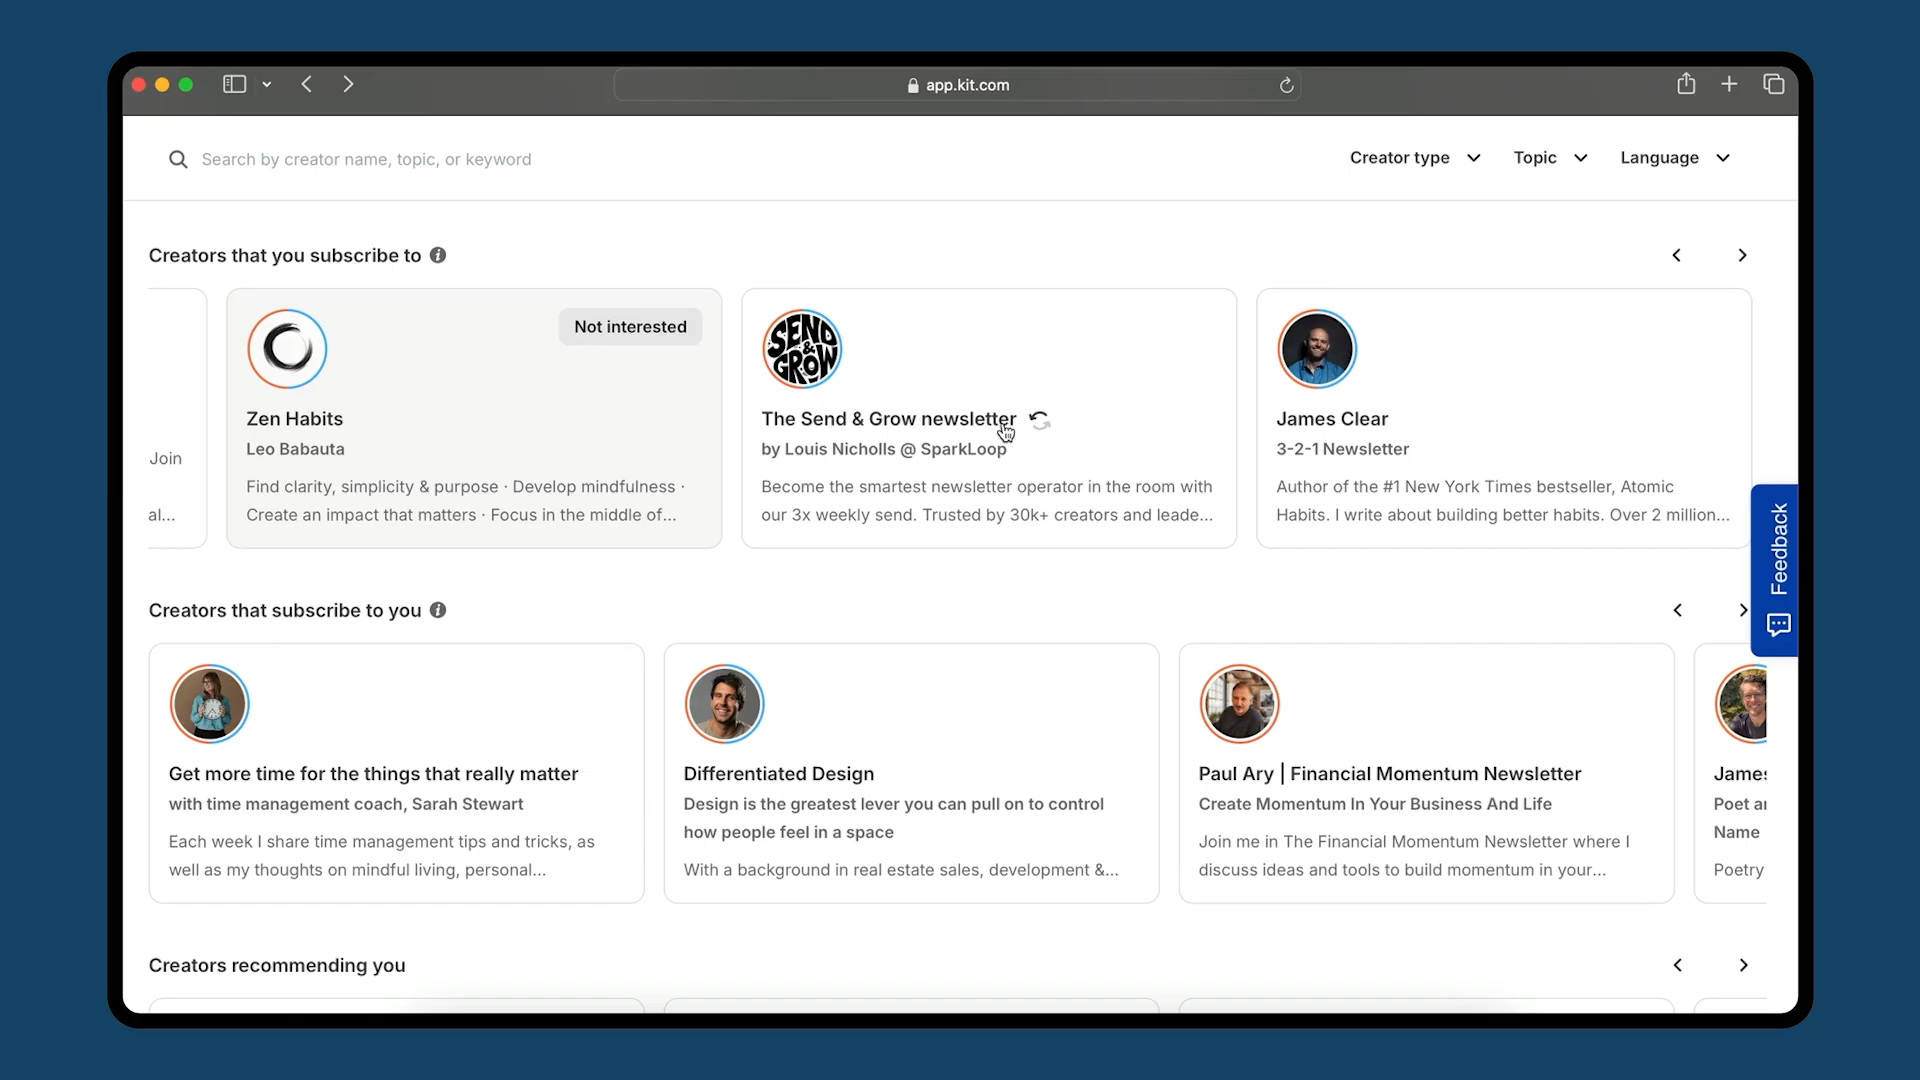 app.kit.com
Search by creator name, topic, or keyword
Creator type
Topic
Language
Creators that you subscribe to
Join
al...
Not interested
Zen Habits
Leo Babauta
Find clarity, simplicity & purpose · Develop mindfulness ·
Create an impact that matters · Focus in the middle of...
SEND
&
GROW
The Send & Grow newsletter
by Louis Nicholls @ SparkLoop
Become the smartest newsletter operator in the room with
our 3x weekly send. Trusted by 30k+ creators and leade...
James Clear
3-2-1 Newsletter
Author of the #1 New York Times bestseller, Atomic
Habits. I write about building better habits. Over 2 million...
Feedback
Creators that subscribe to you
Get more time for the things that really matter
with time management coach, Sarah Stewart
Each week I share time management tips and tricks, as
well as my thoughts on mindful living, personal...
Differentiated Design
Design is the greatest lever you can pull on to control
how people feel in a space
With a background in real estate sales, development &...
Paul Ary | Financial Momentum Newsletter
Create Momentum In Your Business And Life
Join me in The Financial Momentum Newsletter where I
discuss ideas and tools to build momentum in your...
James
Poet a
Name
Poetry
Creators recommending you